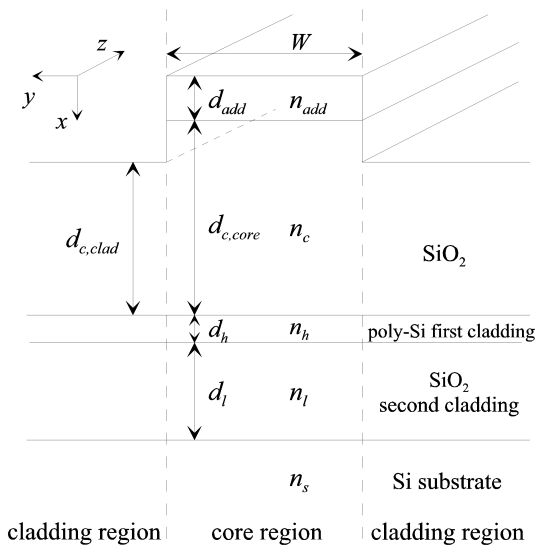 W
z
y
x
d_add
n_add
d_c,clad
d_c,core
n_c
SiO₂
d_h
n_h
poly-Si first cladding
d_l
n_l
SiO₂
second cladding
n_s
Si substrate
cladding region
core region
cladding region